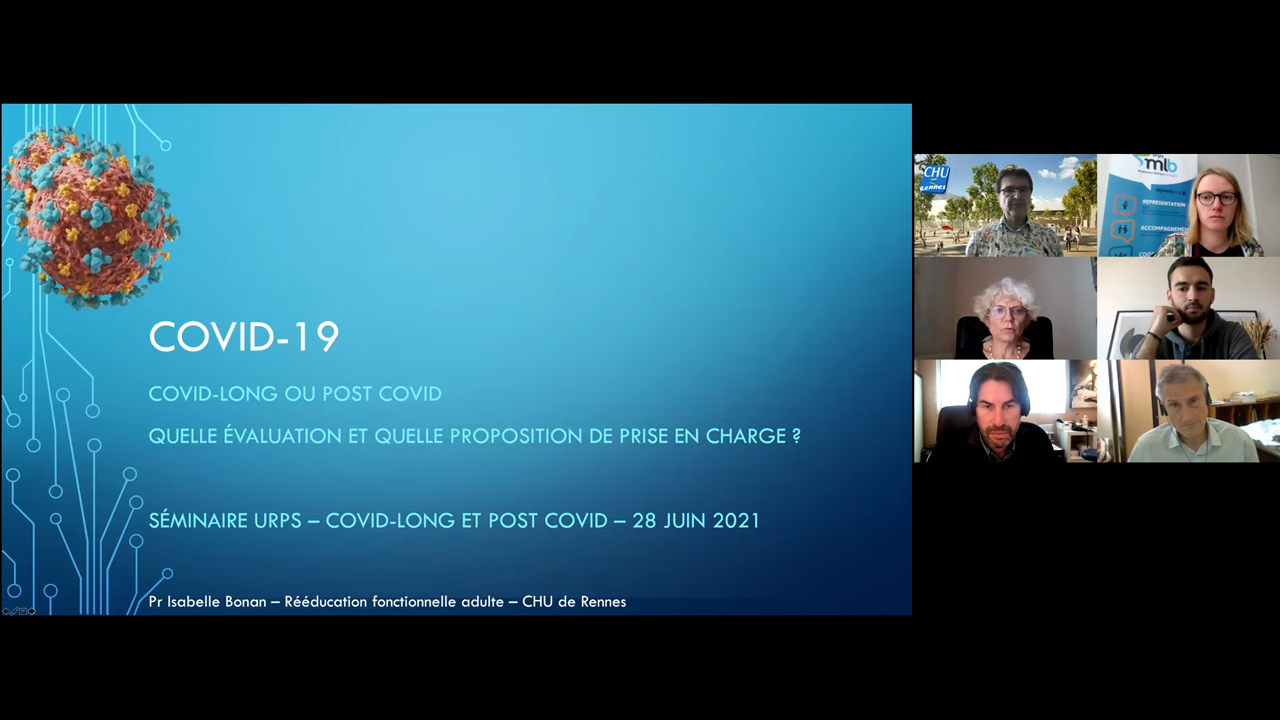 COVID-19
COVID-LONG OU POST COVID
QUELLE ÉVALUATION ET QUELLE PROPOSITION DE PRISE EN CHARGE ?
SÉMINAIRE URPS – COVID-LONG ET POST COVID – 28 JUIN 2021
Pr Isabelle Bonan – Rééducation fonctionnelle adulte – CHU de Rennes
CHU
Rennes
mlb
REPRÉSENTATION
ACCOMPAGNEMEN